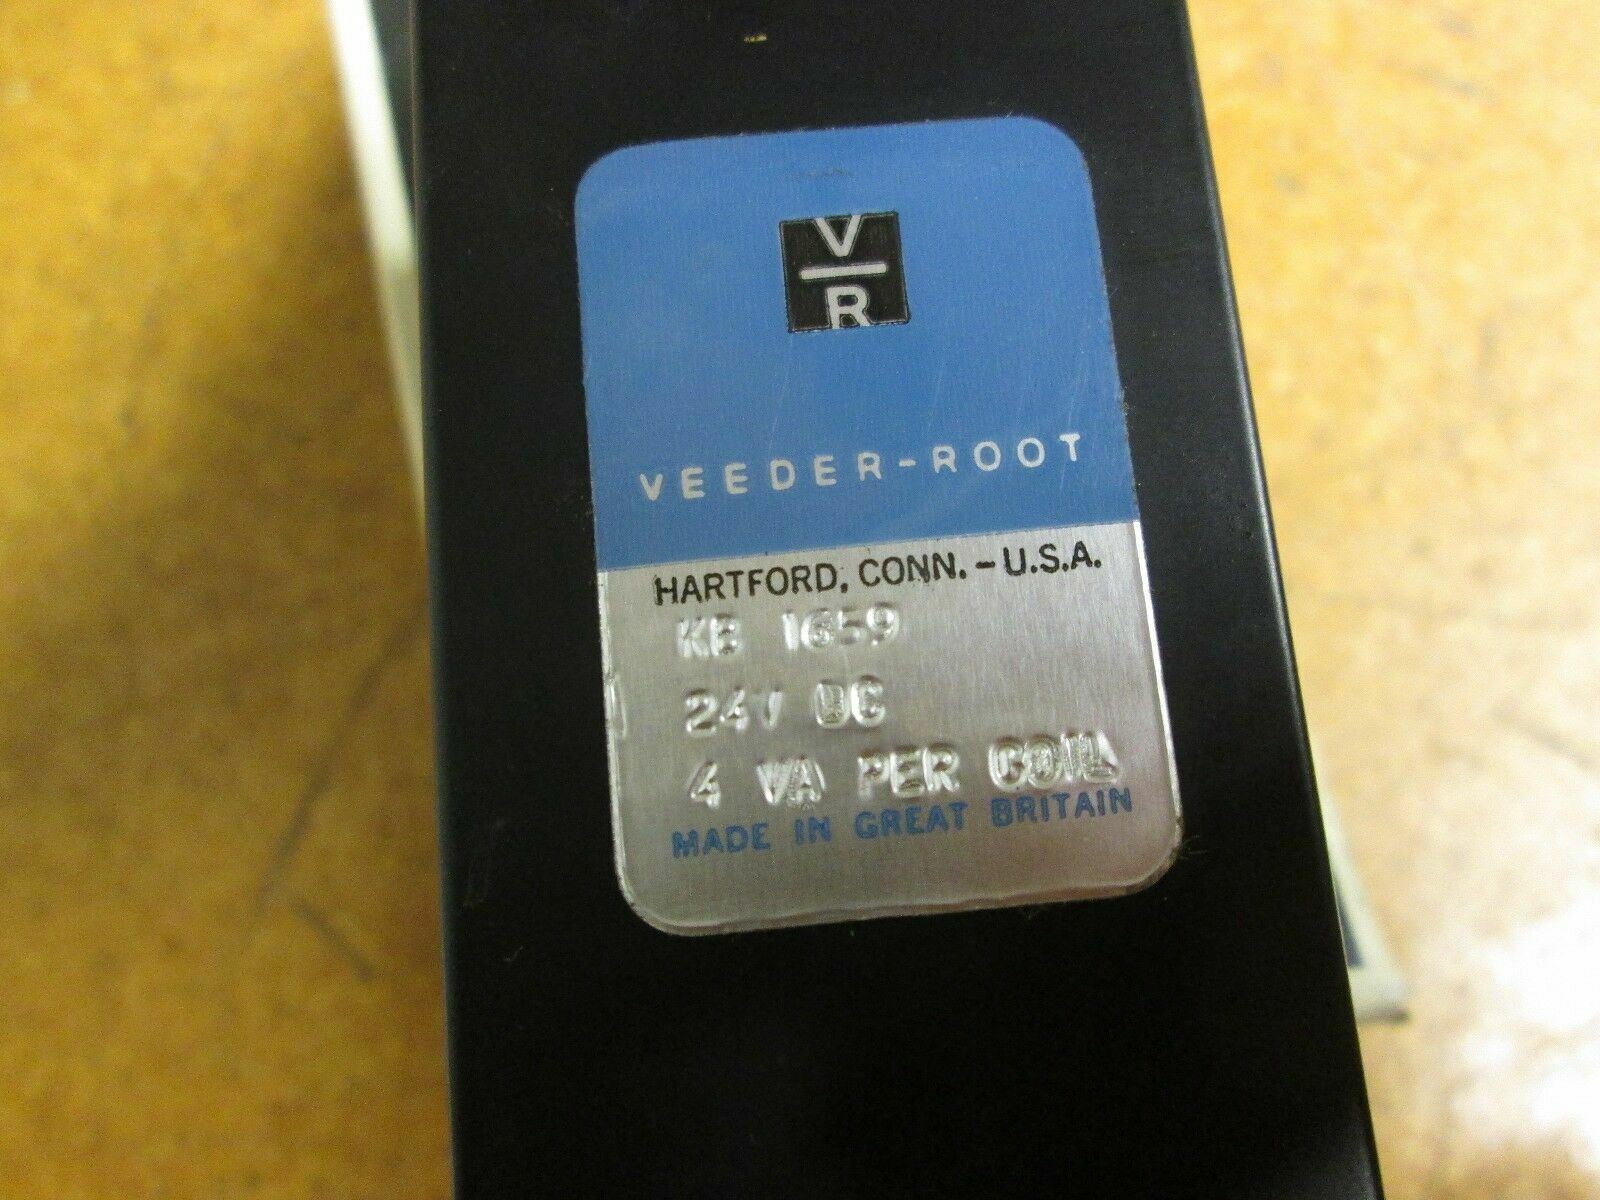 V
R
VEEDER-ROOT
HARTFORD, CONN. - U.S.A.
KB 1659
24V DC
4 VA PER COIL
MADE IN GREAT BRITAIN